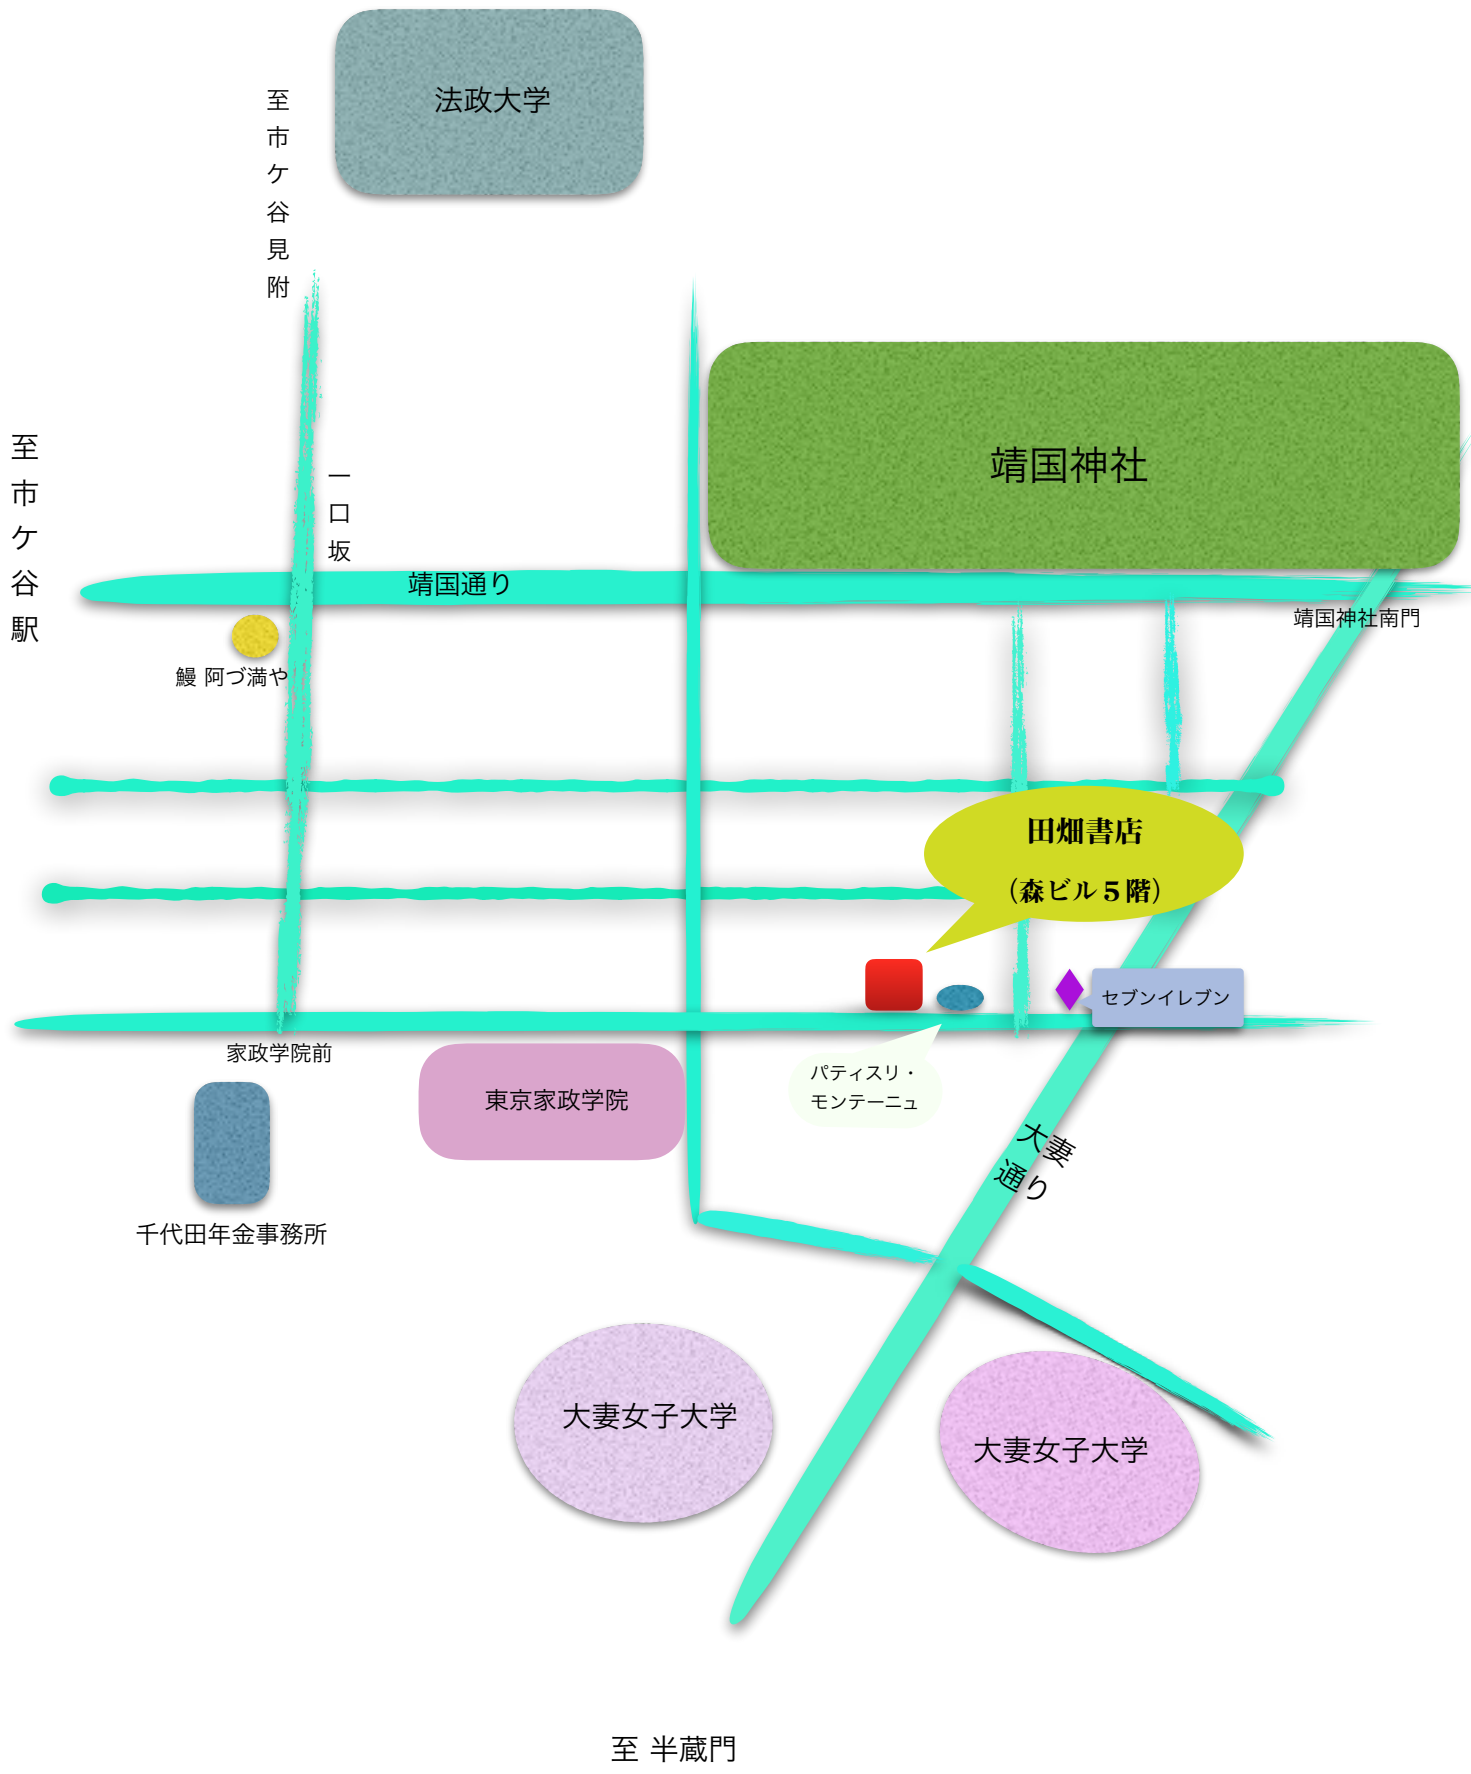 法政大学
至市ケ谷見附
靖国神社
至市ケ谷駅
一口坂
靖国通り
靖国神社南門
鰻 阿づ満や
田畑書店
（森ビル５階）
セブンイレブン
家政学院前
パティスリ・
モンテーニュ
東京家政学院
大妻
通り
千代田年金事務所
大妻女子大学
大妻女子大学
至 半蔵門